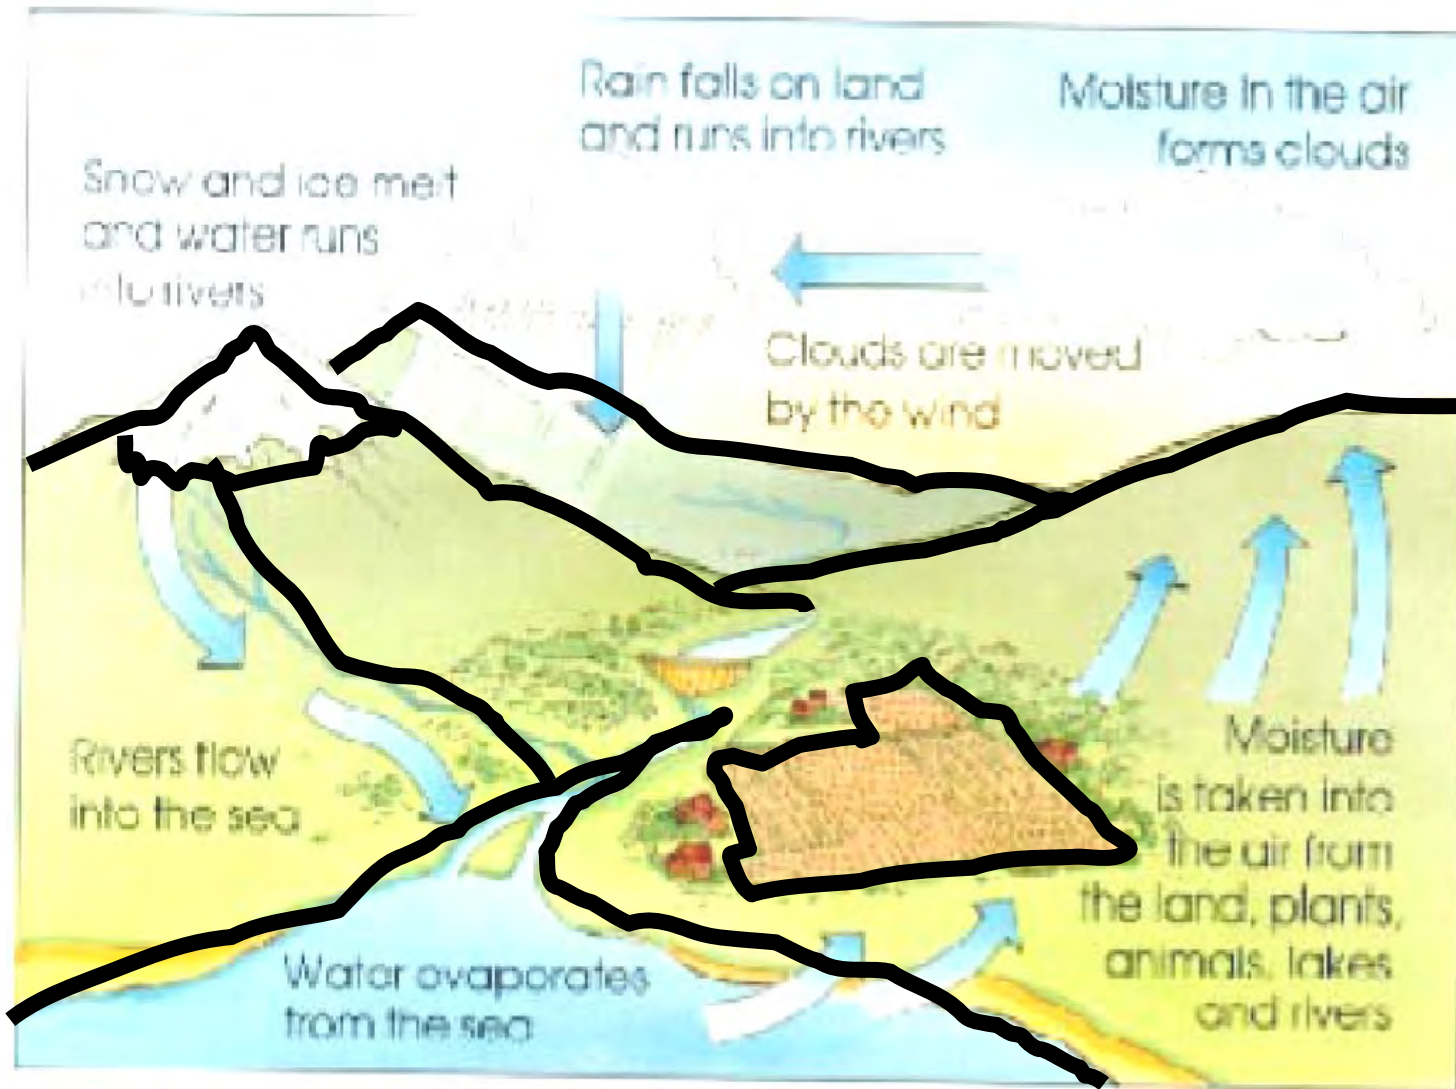 Rain falls on land
and runs into rivers
Moisture in the air
forms clouds
Snow and ice melt
and water runs
into rivers
Clouds are moved
by the wind
Rivers flow
into the sea
Moisture
is taken into
the air from
the land, plants,
animals, lakes
and rivers
Water evaporates
from the sea